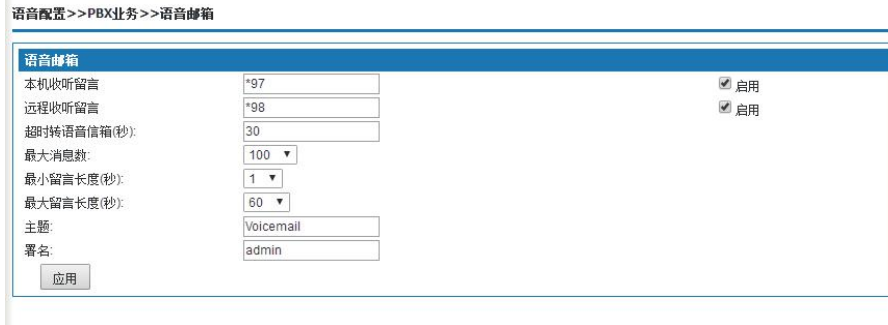 语音配置>>PBX业务>>语音邮箱
语音邮箱
本机收听留言 *97 启用
远程收听留言 *98 启用
超时转语音信箱(秒): 30
最大消息数: 100
最小留言长度(秒): 1
最大留言长度(秒): 60
主题: Voicemail
署名: admin
应用